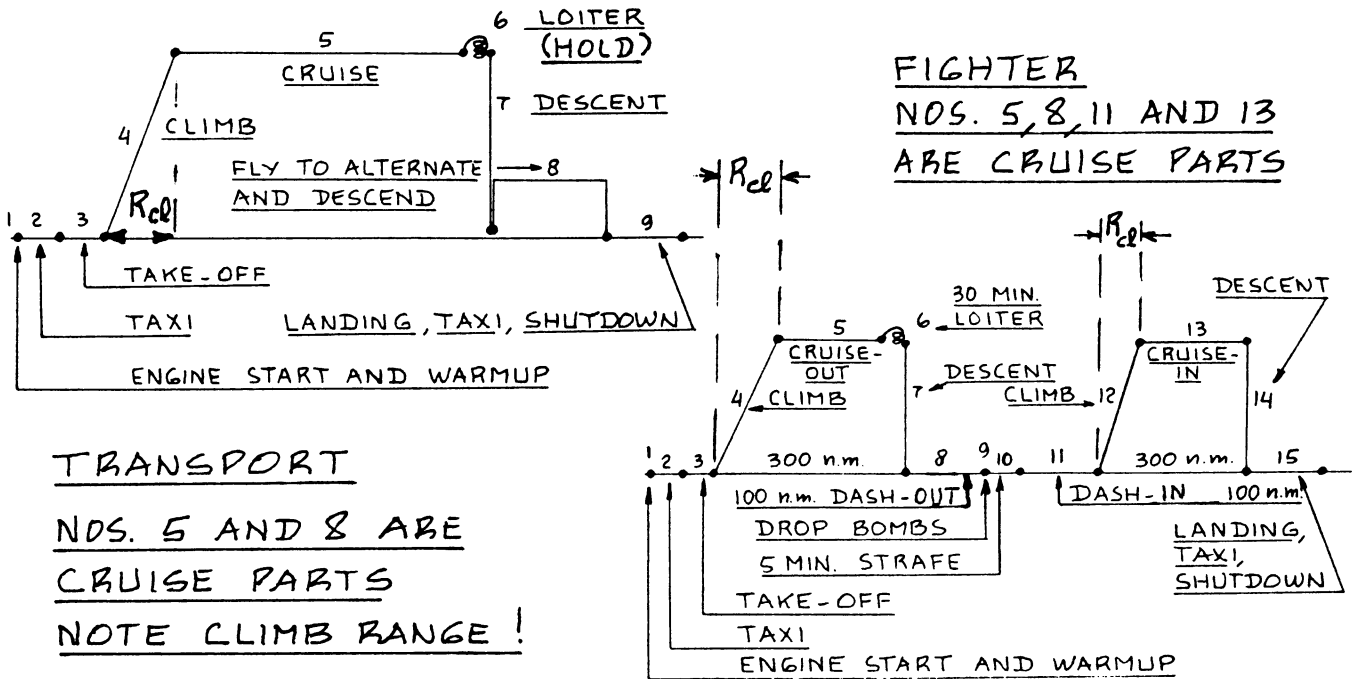 5
CRUISE
6 LOITER
(HOLD)
7 DESCENT
4
CLIMB
FLY TO ALTERNATE
AND DESCEND
8
R_cl
1 2 3
9
TAKE-OFF
TAXI
LANDING, TAXI, SHUTDOWN
ENGINE START AND WARMUP
TRANSPORT
NOS. 5 AND 8 ARE
CRUISE PARTS
NOTE CLIMB RANGE !
FIGHTER
NOS. 5, 8, 11 AND 13
ARE CRUISE PARTS
R_cl
R_cl
5
CRUISE-
OUT
6
30 MIN.
LOITER
4
CLIMB
7
DESCENT
CLIMB
12
13
CRUISE-
IN
DESCENT
14
1 2 3
300 n.m.
8
9
10
11
300 n.m.
15
100 n.m. DASH-OUT
DASH-IN 100 n.m.
DROP BOMBS
5 MIN. STRAFE
LANDING,
TAXI,
SHUTDOWN
TAKE-OFF
TAXI
ENGINE START AND WARMUP